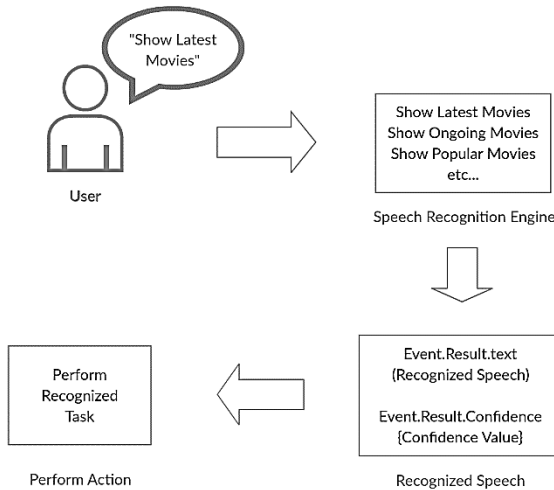 "Show Latest
Movies"
User
Show Latest Movies
Show Ongoing Movies
Show Popular Movies
etc...
Speech Recognition Engine
Event.Result.text
(Recognized Speech)
Event.Result.Confidence
{Confidence Value}
Recognized Speech
Perform
Recognized
Task
Perform Action